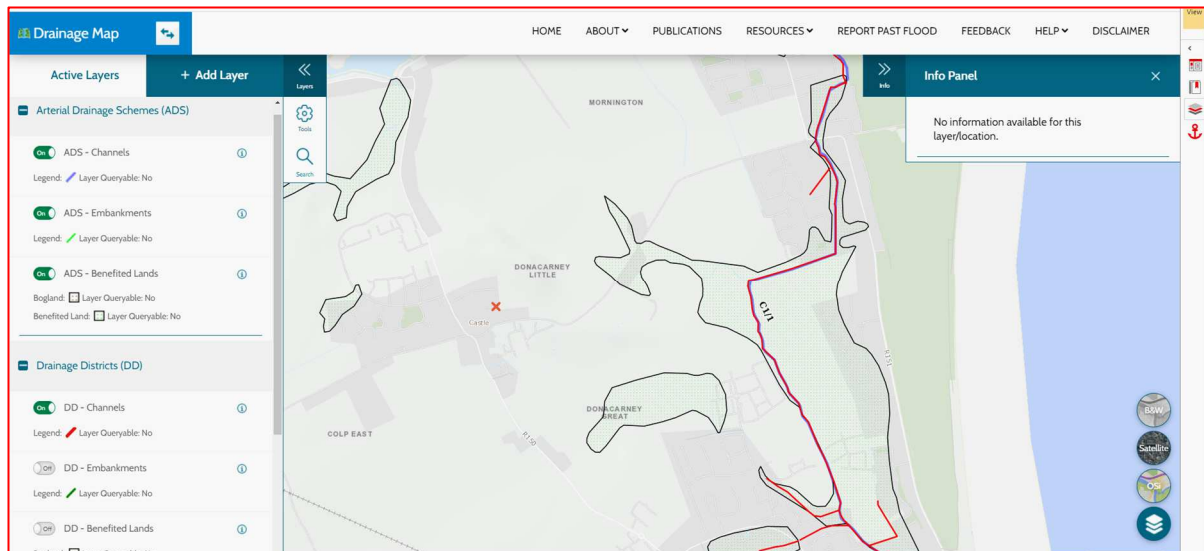 Drainage Map
HOME ABOUT PUBLICATIONS RESOURCES REPORT PAST FLOOD FEEDBACK HELP DISCLAIMER
View
Active Layers + Add Layer
Layers
Tools
Search
Info
Info Panel
No information available for this
layer/location.
Arterial Drainage Schemes (ADS)
On ADS - Channels
Legend: Layer Queryable: No
On ADS - Embankments
Legend: Layer Queryable: No
On ADS - Benefited Lands
Bogland: Layer Queryable: No
Benefited Land: Layer Queryable: No
Drainage Districts (DD)
On DD - Channels
Legend: Layer Queryable: No
Off DD - Embankments
Legend: Layer Queryable: No
Off DD - Benefited Lands
MORNINGTON
DONACARNEY
LITTLE
Castle
C1/1
R151
DONACARNEY
GREAT
COLP EAST
R150
B&W
Satellite
OSi